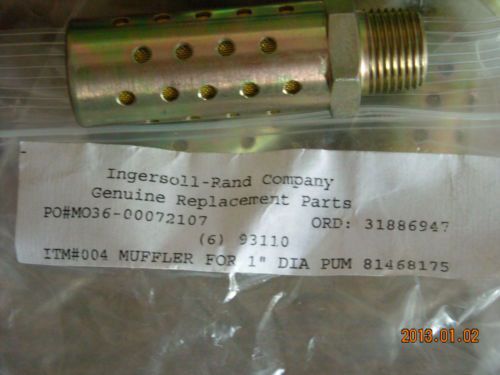 Ingersoll-Rand Company
Genuine Replacement Parts
PO#MO36-00072107 ORD: 31886947
(6) 93110
ITM#004 MUFFLER FOR 1" DIA PUM 81468175
2013.01.02